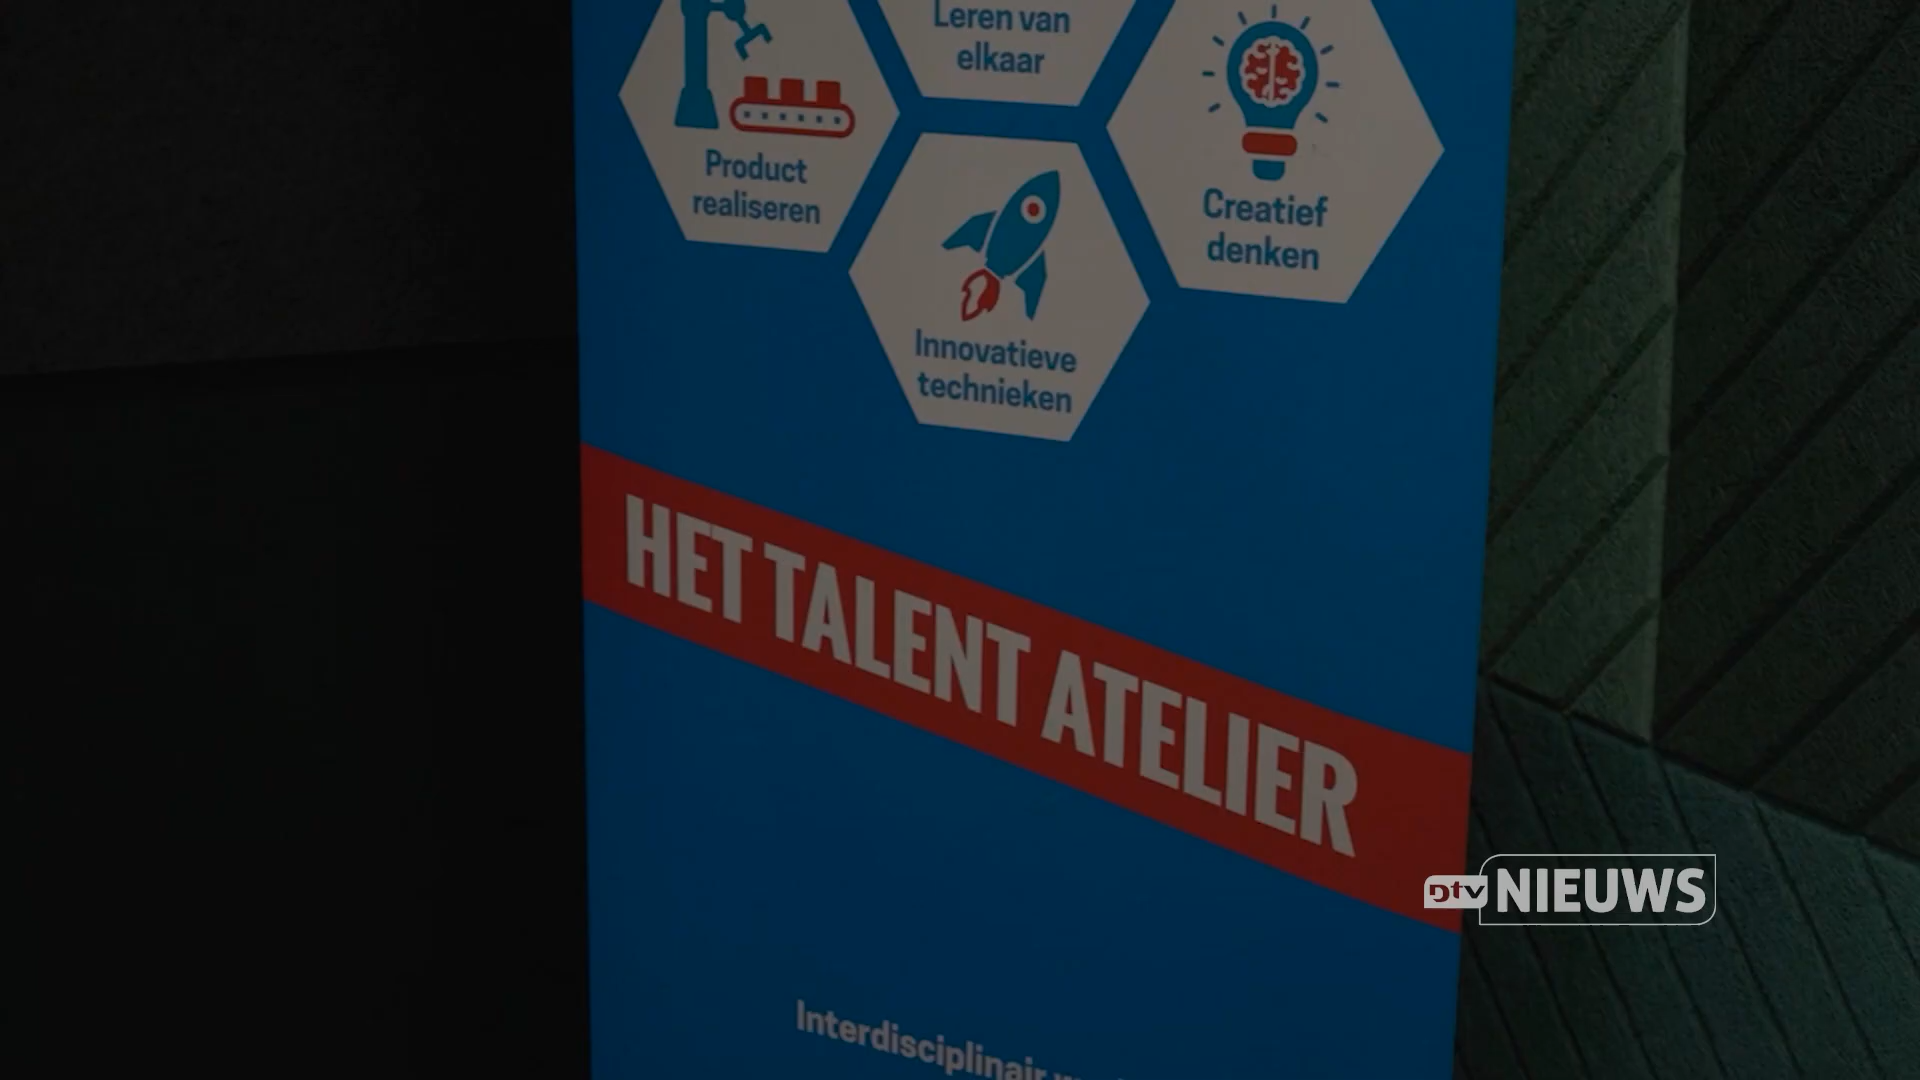 Leren van
elkaar
Product
realiseren
Creatief
denken
Innovatieve
technieken
HET TALENT ATELIER
Dtv NIEUWS
Interdisciplinair